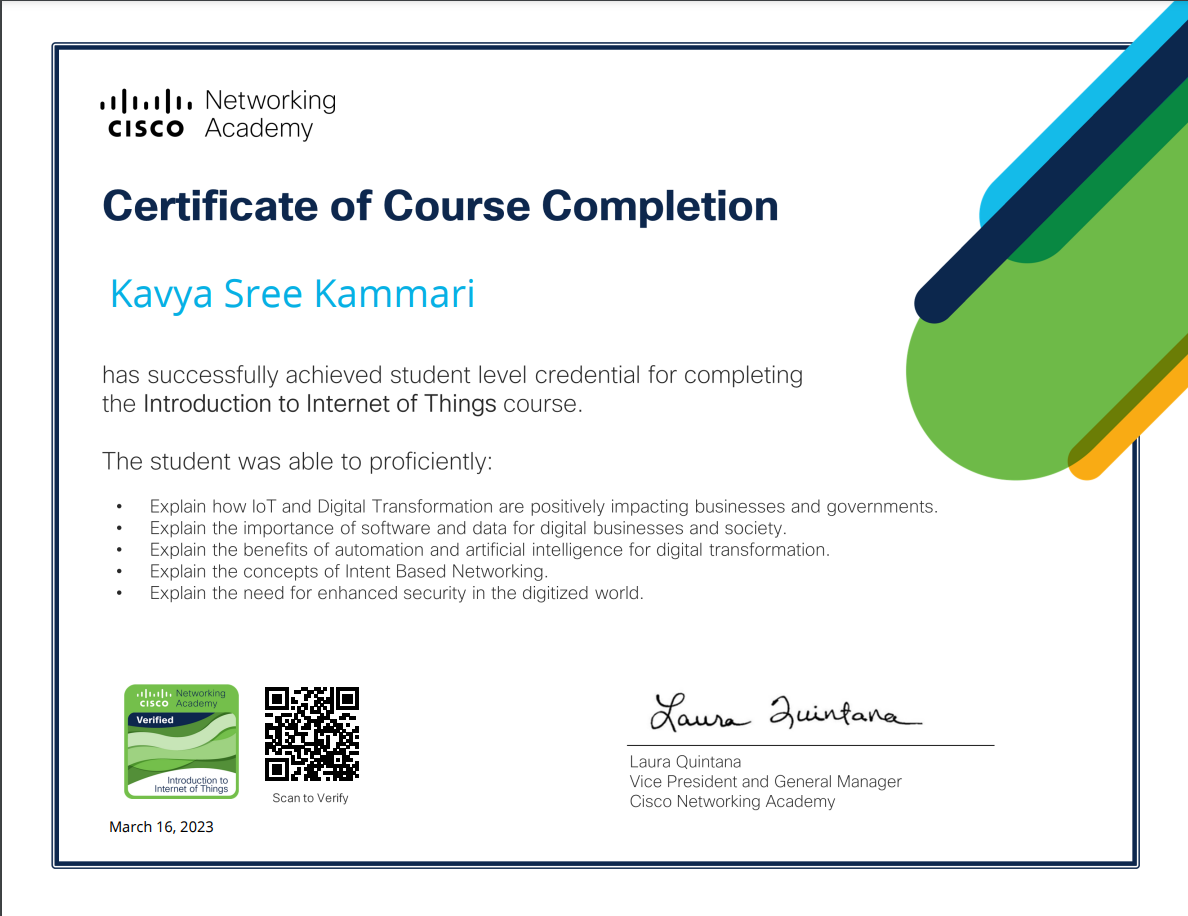 Networking
Academy
CISCO
Certificate of Course Completion
Kavya Sree Kammari
has successfully achieved student level credential for completing
the Introduction to Internet of Things course.
The student was able to proficiently:
• Explain how IoT and Digital Transformation are positively impacting businesses and governments.
• Explain the importance of software and data for digital businesses and society.
• Explain the benefits of automation and artificial intelligence for digital transformation.
• Explain the concepts of Intent Based Networking.
• Explain the need for enhanced security in the digitized world.
Networking
CISCO Academy
Verified
Introduction to
Internet of Things
Scan to Verify
March 16, 2023
Laura Quintana
Laura Quintana
Vice President and General Manager
Cisco Networking Academy